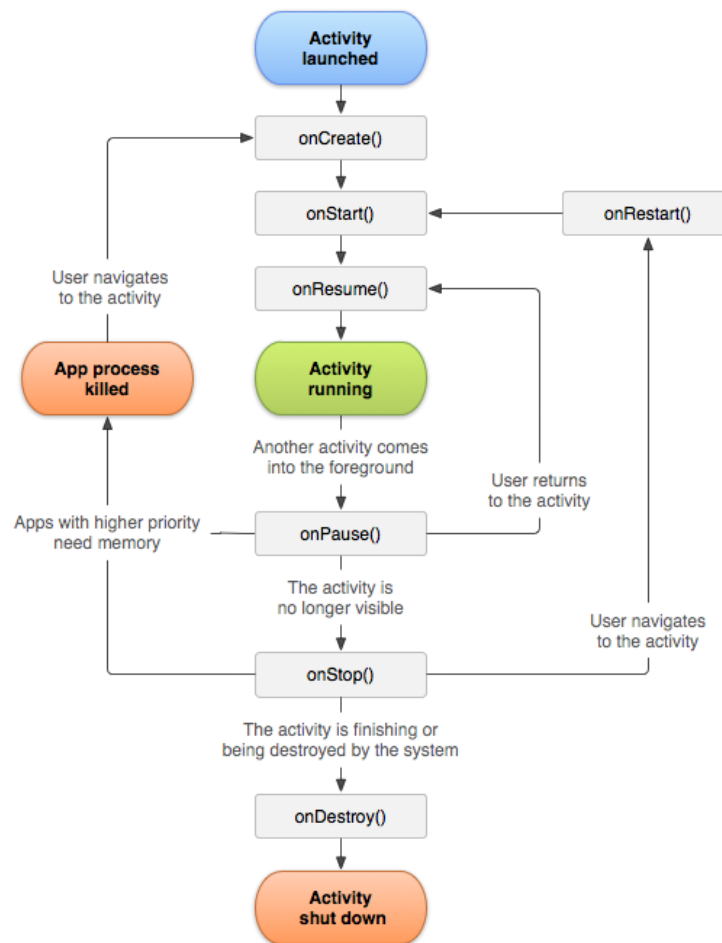 Activity
launched
onCreate()
onStart()
onRestart()
User navigates
to the activity
onResume()
App process
killed
Activity
running
Another activity comes
into the foreground
User returns
to the activity
Apps with higher priority
need memory
onPause()
The activity is
no longer visible
User navigates
to the activity
onStop()
The activity is finishing or
being destroyed by the system
onDestroy()
Activity
shut down